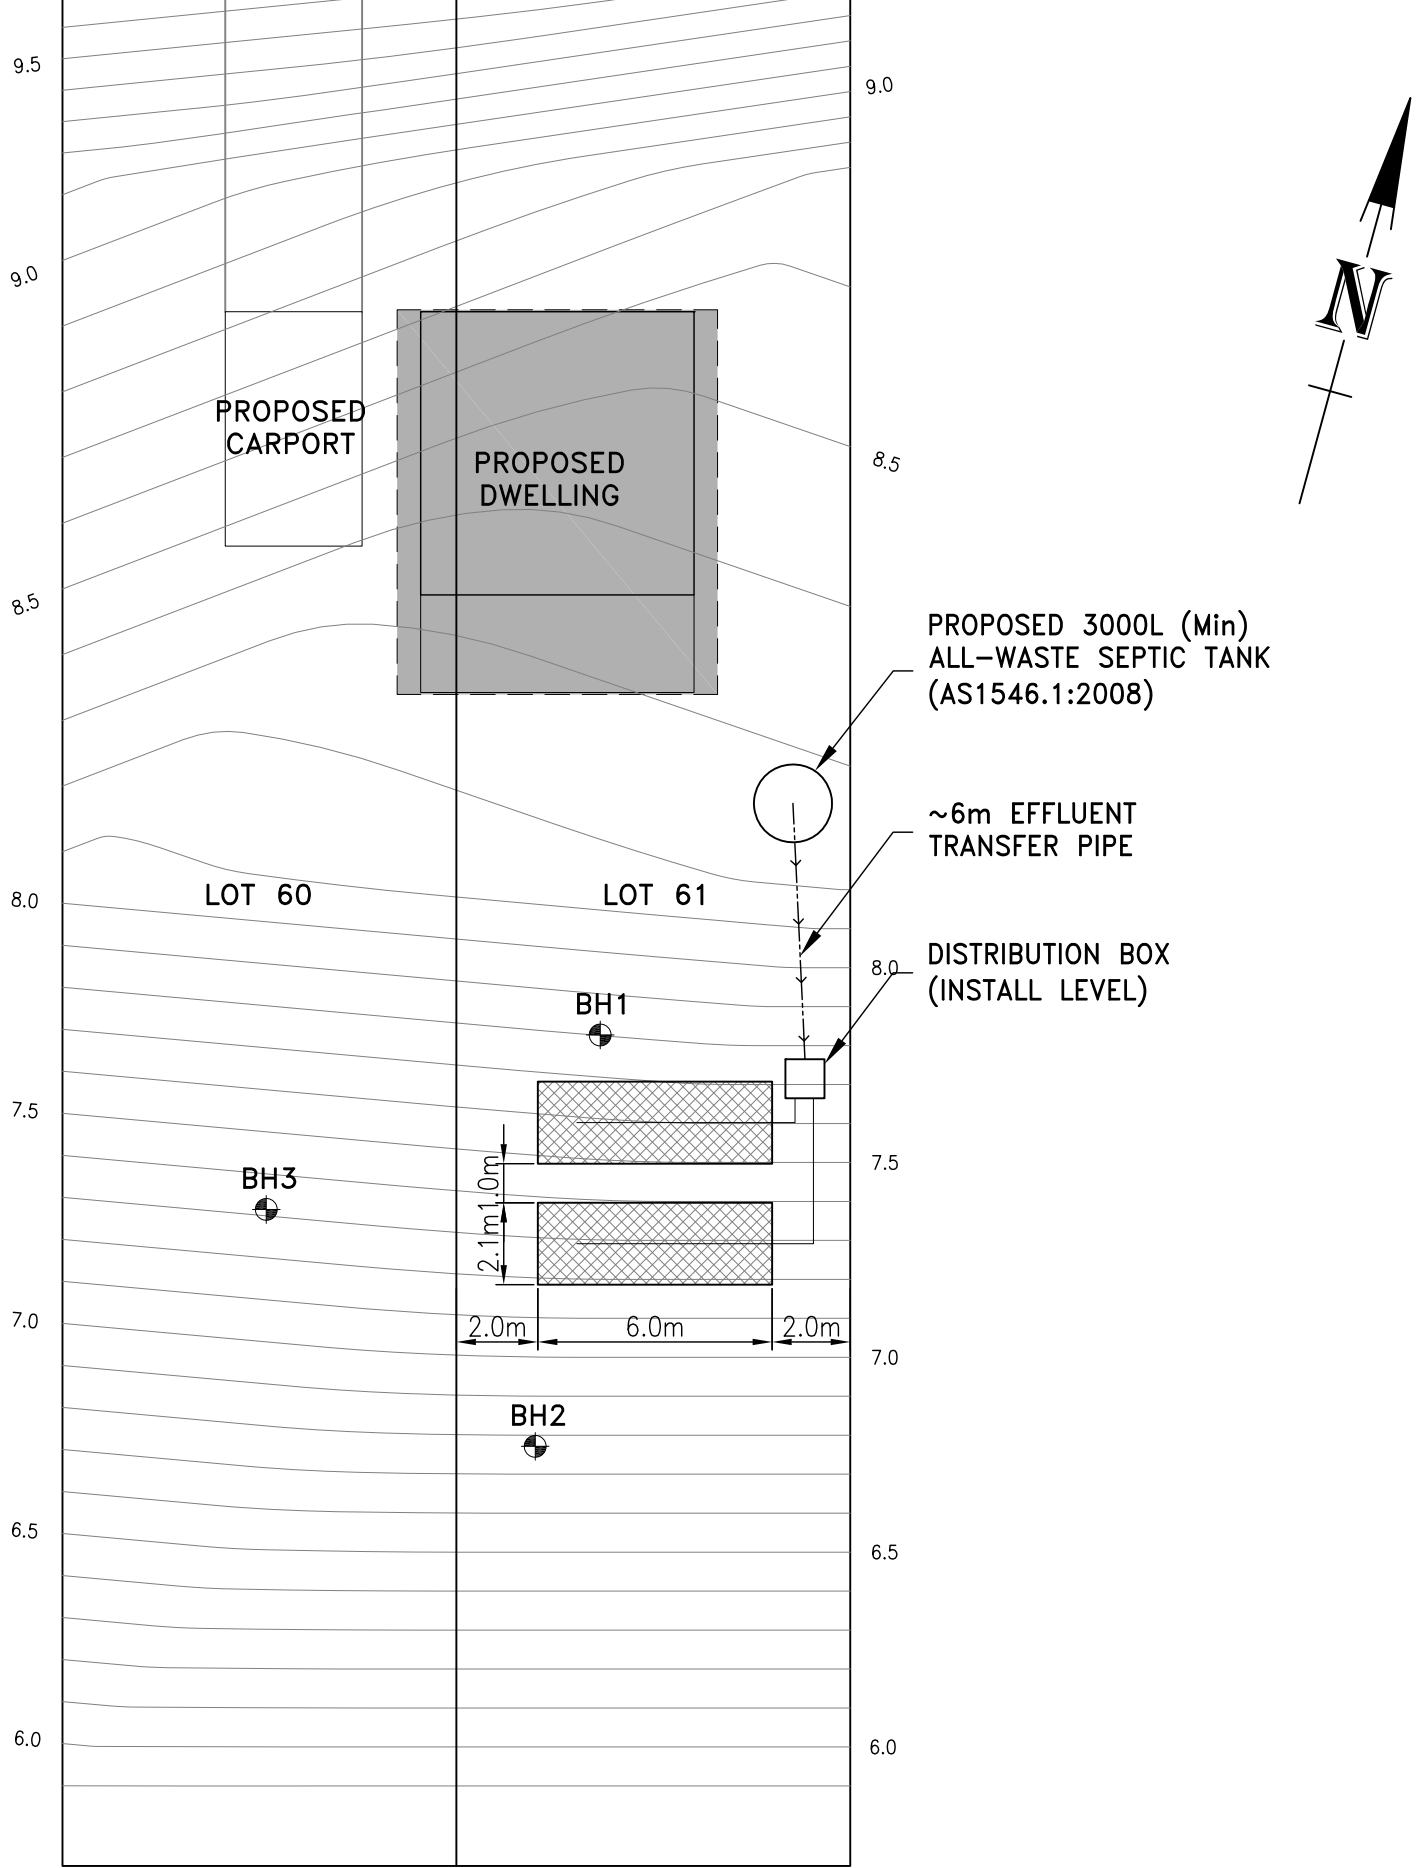 9.5
9.0
N
9.0
PROPOSED
CARPORT
PROPOSED
DWELLING
8.5
8.5
PROPOSED 3000L (Min)
ALL-WASTE SEPTIC TANK
(AS1546.1:2008)
~6m EFFLUENT
TRANSFER PIPE
LOT 60
LOT 61
8.0
8.0
DISTRIBUTION BOX
(INSTALL LEVEL)
BH1
7.5
7.5
BH3
1.0m
2.1m
7.0
2.0m
6.0m
2.0m
7.0
BH2
6.5
6.5
6.0
6.0